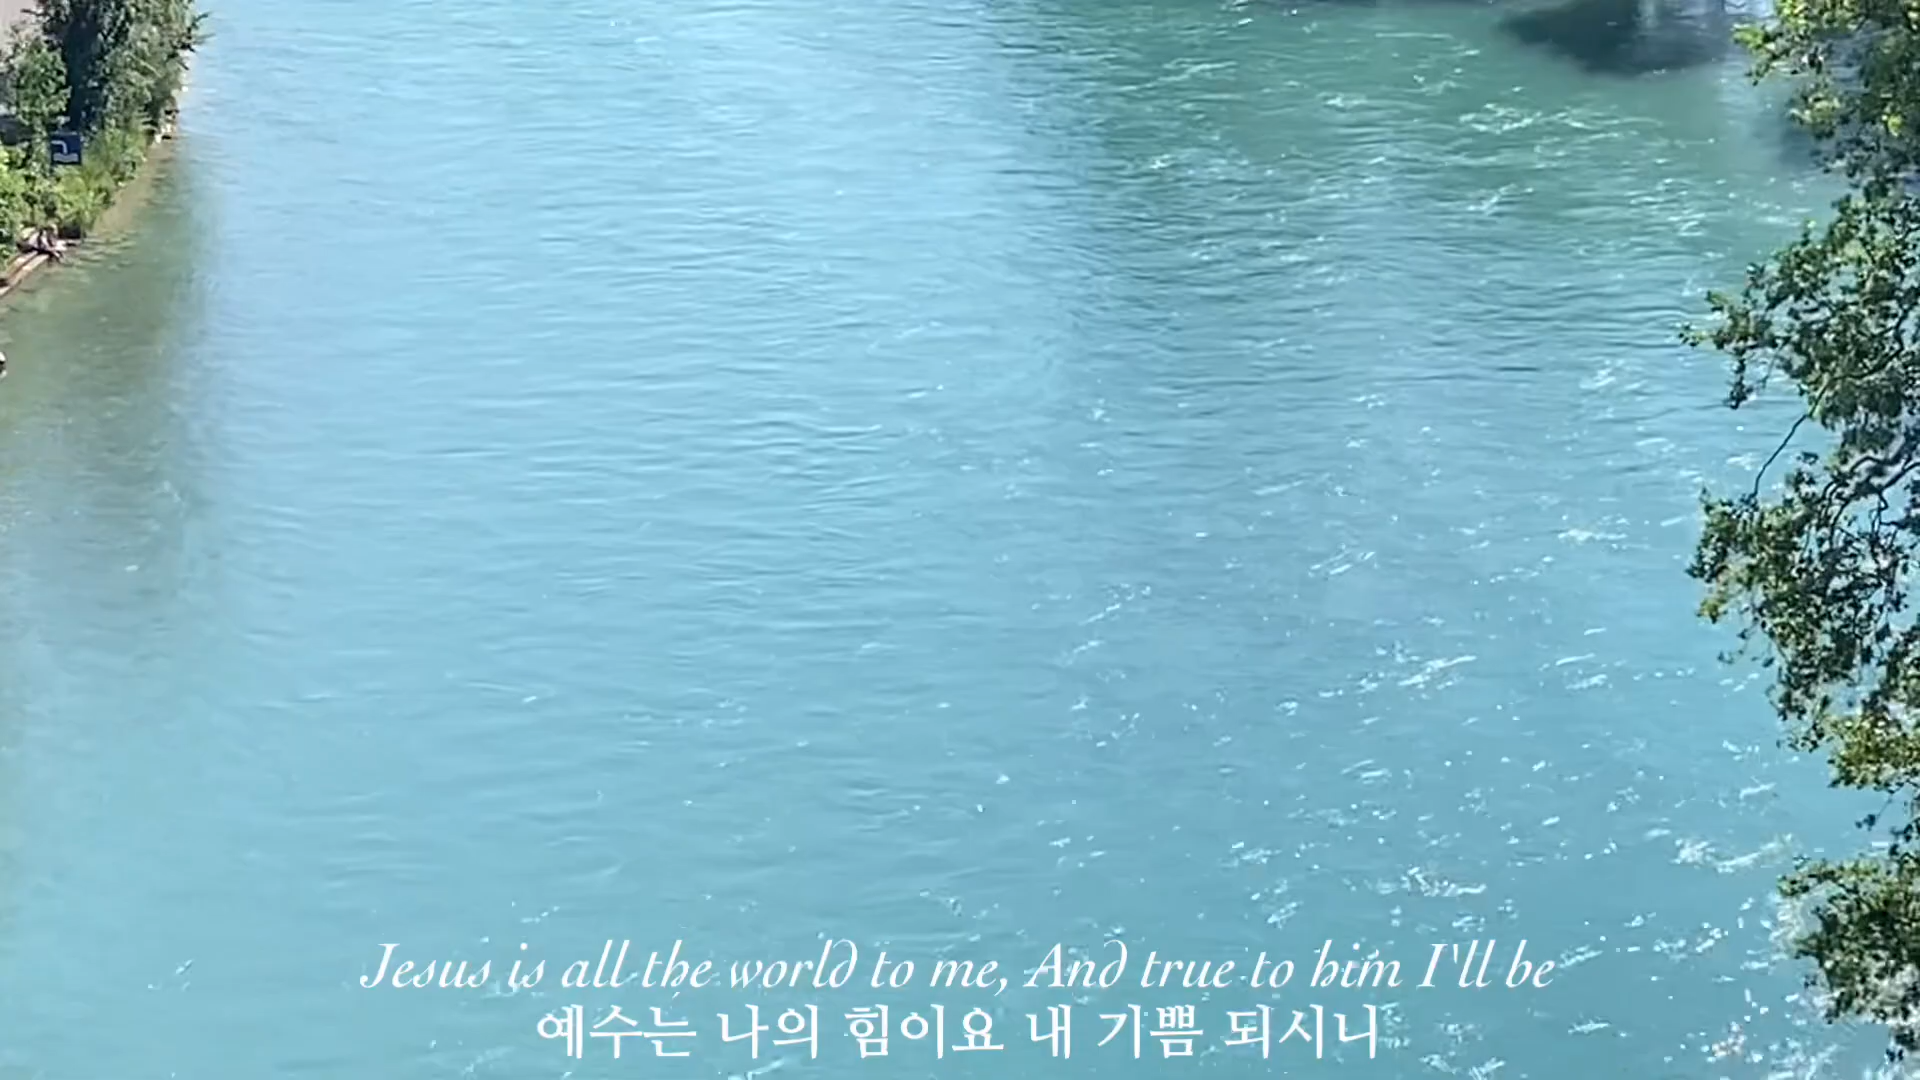 Jesus is all the world to me, And true to him I'll be
예수는 나의 힘이요 내 기쁨 되시니